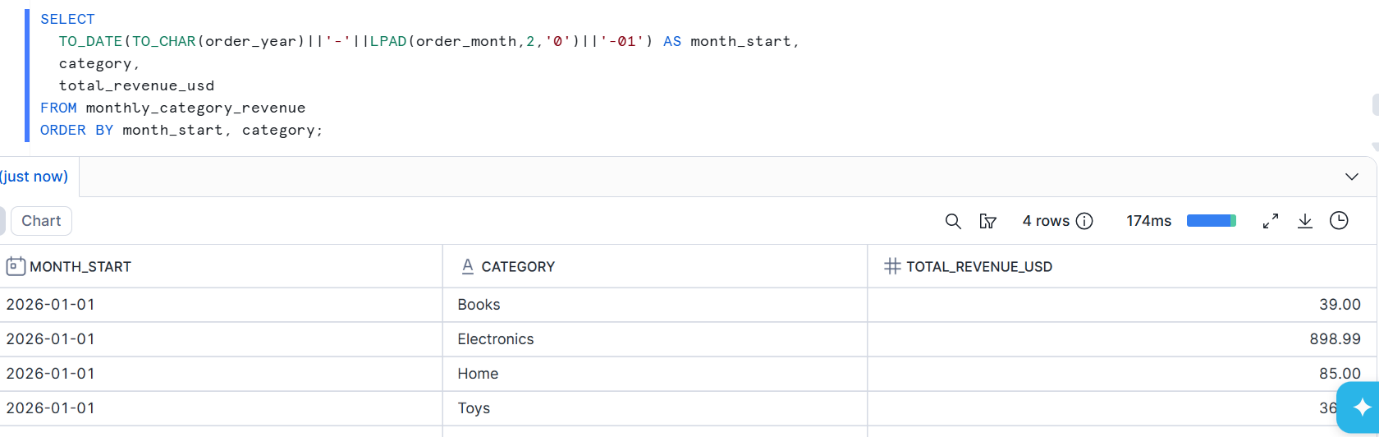 SELECT
TO_DATE(TO_CHAR(order_year)||'-'||LPAD(order_month,2,'0')||'-01') AS month_start,
category,
total_revenue_usd
FROM monthly_category_revenue
ORDER BY month_start, category;
(just now)
Chart
4 rows
174ms
MONTH_START
CATEGORY
TOTAL_REVENUE_USD
2026-01-01 Books 39.00
2026-01-01 Electronics 898.99
2026-01-01 Home 85.00
2026-01-01 Toys